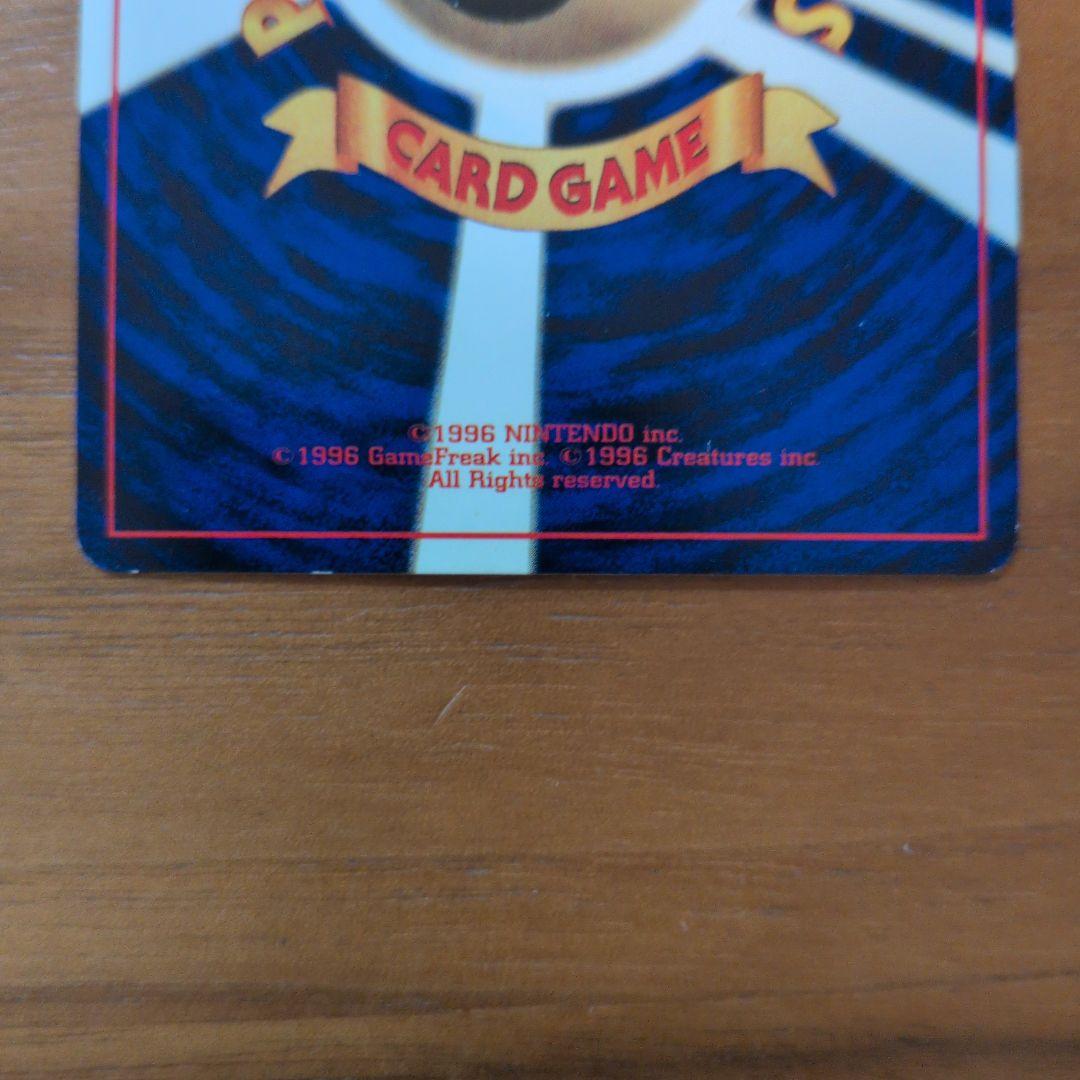 P S
CARD GAME
©1996 NINTENDO inc.
©1996 GameFreak inc. ©1996 Creatures inc.
All Rights reserved.